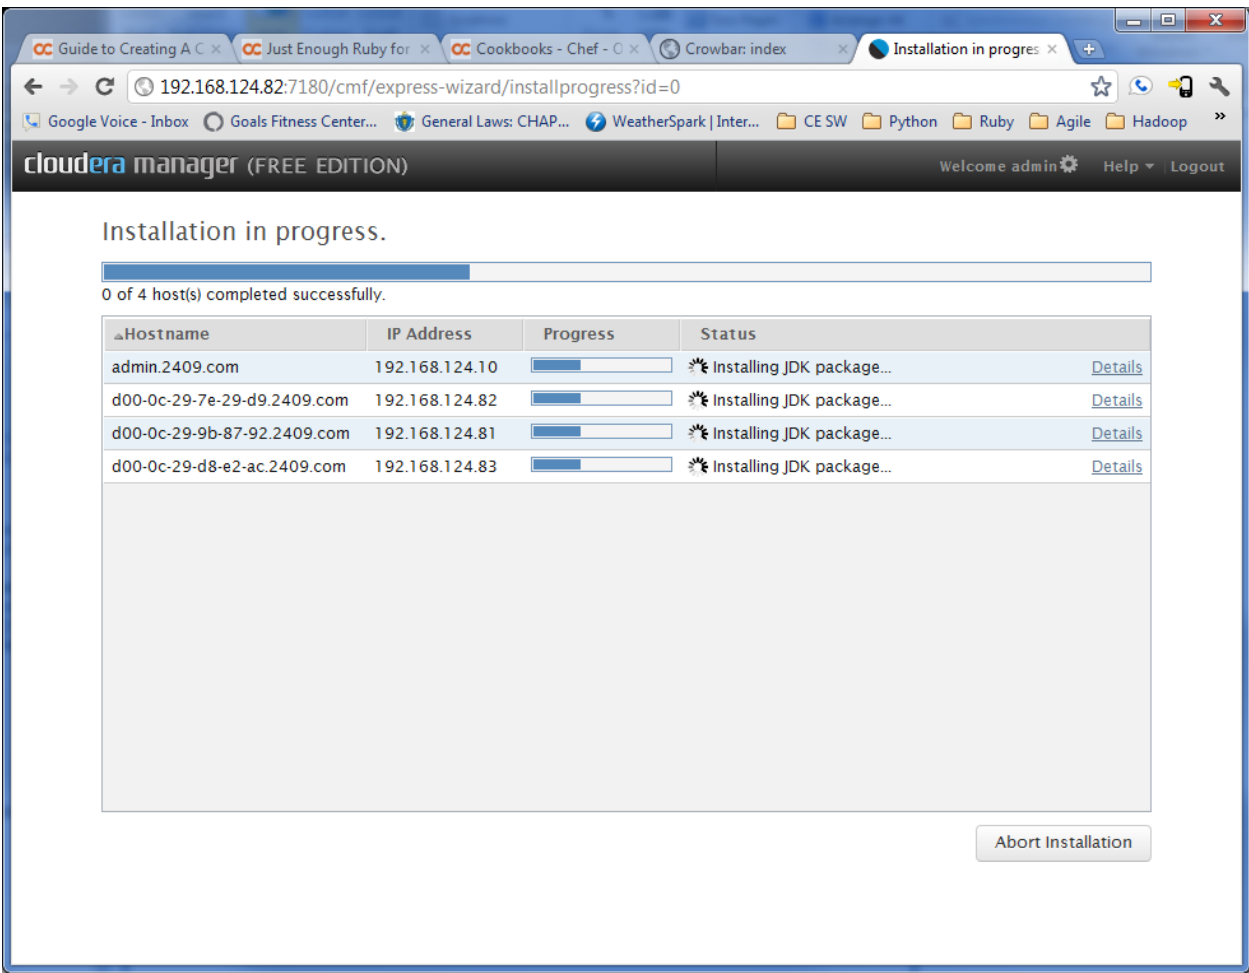 Guide to Creating A C
Just Enough Ruby for
Cookbooks - Chef - O
Crowbar: index
Installation in progres
192.168.124.82:7180/cmf/express-wizard/installprogress?id=0
Google Voice - Inbox
Goals Fitness Center...
General Laws: CHAP...
WeatherSpark | Inter...
CE SW
Python
Ruby
Agile
Hadoop
»
cloudera manager (FREE EDITION)
Welcome admin
Help
Logout
Installation in progress.
0 of 4 host(s) completed successfully.
Hostname IP Address Progress Status
admin.2409.com 192.168.124.10 Installing JDK package... Details
d00-0c-29-7e-29-d9.2409.com 192.168.124.82 Installing JDK package... Details
d00-0c-29-9b-87-92.2409.com 192.168.124.81 Installing JDK package... Details
d00-0c-29-d8-e2-ac.2409.com 192.168.124.83 Installing JDK package... Details
Abort Installation